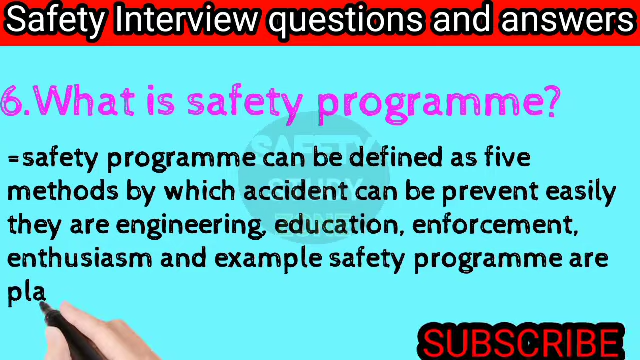 Safety Interview questions and answers
6.What is safety programme?
=safety programme can be defined as five
methods by which accident can be prevent easily
they are engineering, education, enforcement,
enthusiasm and example safety programme are
pla
SAFETY
STUDY
SUBSCRIBE